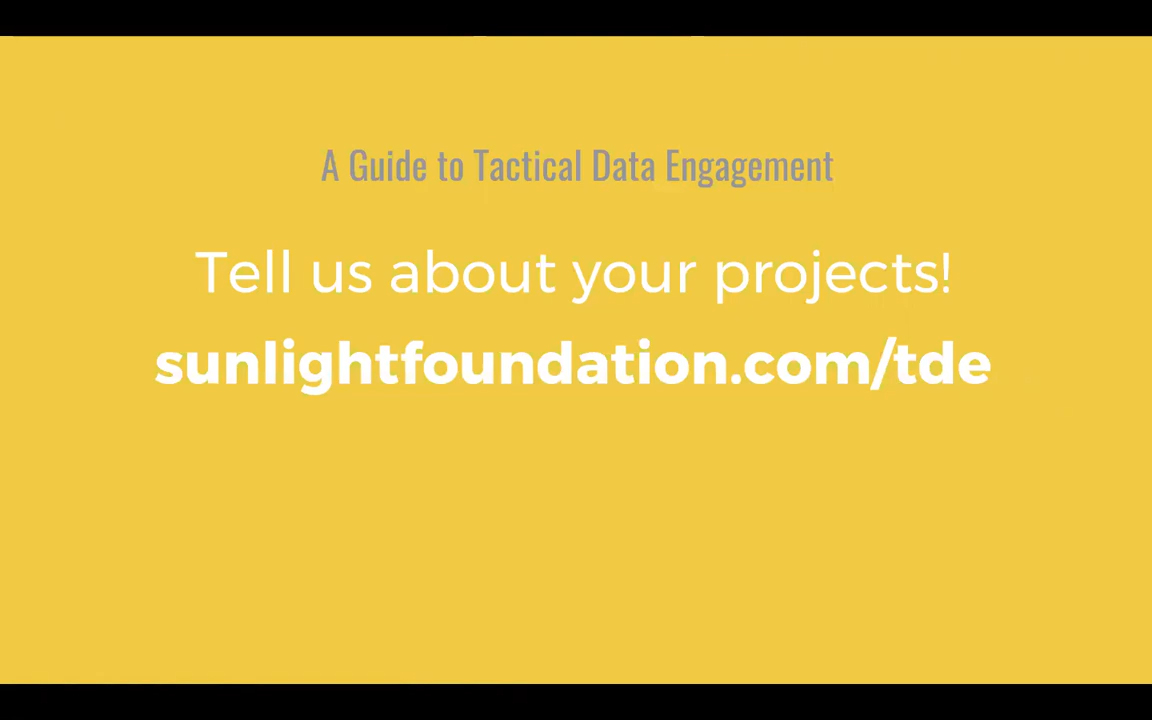 A Guide to Tactical Data Engagement
Tell us about your projects!
sunlightfoundation.com/tde